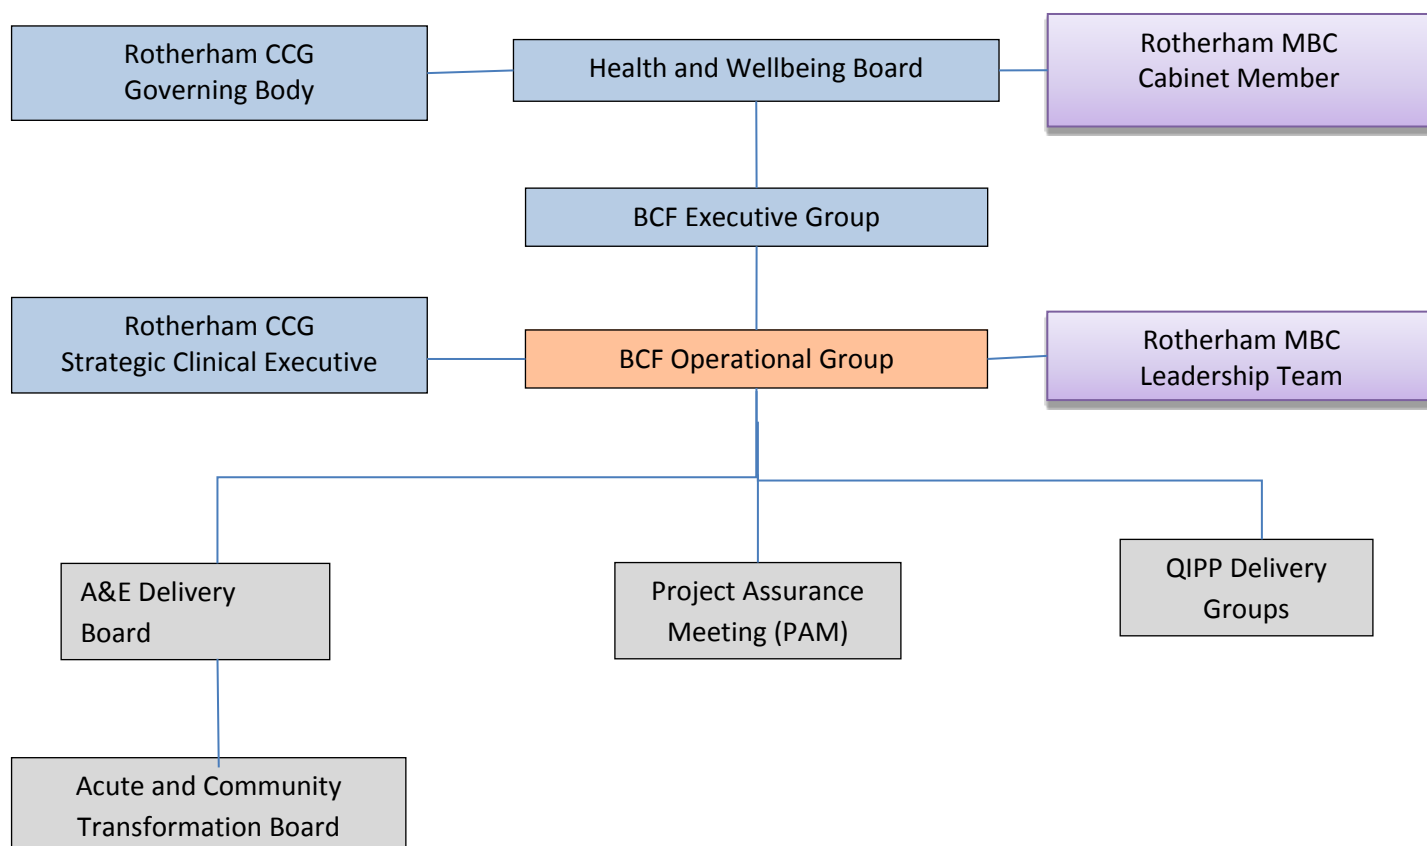 Rotherham CCG
Governing Body
Health and Wellbeing Board
Rotherham MBC
Cabinet Member
BCF Executive Group
Rotherham CCG
Strategic Clinical Executive
BCF Operational Group
Rotherham MBC
Leadership Team
A&E Delivery
Board
Project Assurance
Meeting (PAM)
QIPP Delivery
Groups
Acute and Community
Transformation Board